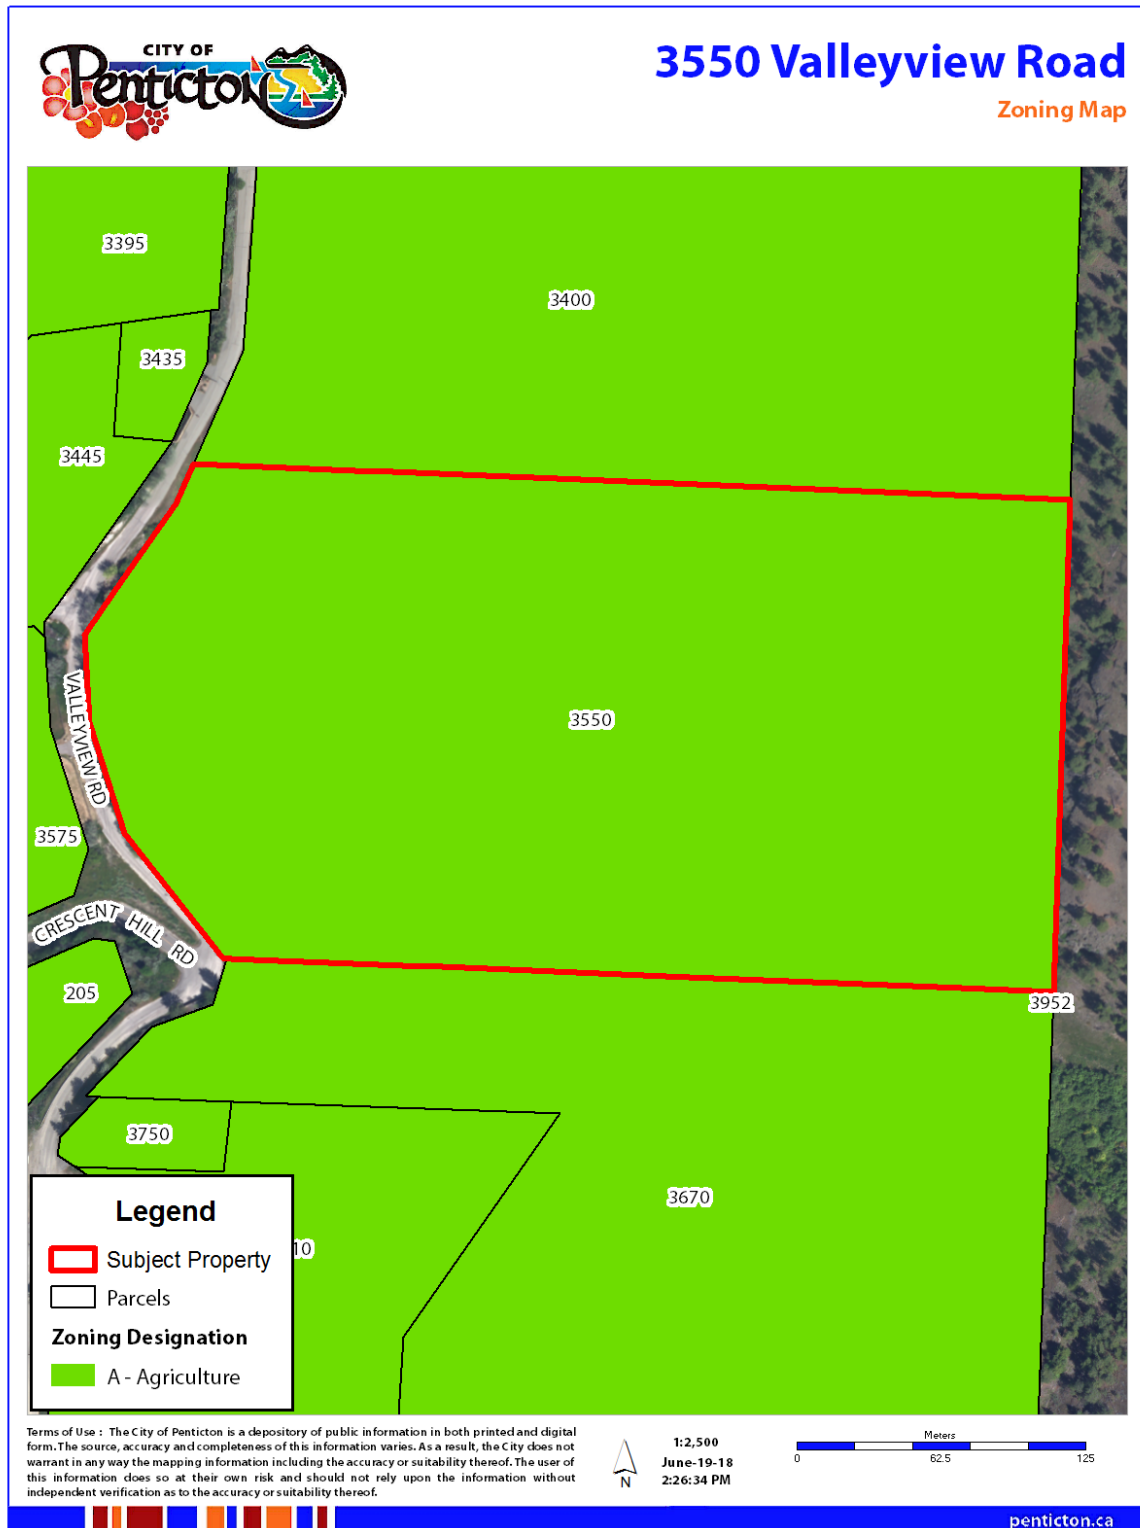 CITY OF
Penticton
3550 Valleyview Road
Zoning Map
3395
3400
3435
3445
3550
VALLEYVIEW RD
3575
CRESCENT HILL RD
205
3952
3750
3670
10
Legend
Subject Property
Parcels
Zoning Designation
A - Agriculture
Terms of Use : The City of Penticton is a depository of public information in both printed and digital
form. The source, accuracy and completeness of this information varies. As a result, the City does not
warrant in any way the mapping information including the accuracy or suitability thereof. The user of
this information does so at their own risk and should not rely upon the information without
independent verification as to the accuracy or suitability thereof.
N
1:2,500
June-19-18
2:26:34 PM
Meters
0 62.5 125
penticton.ca